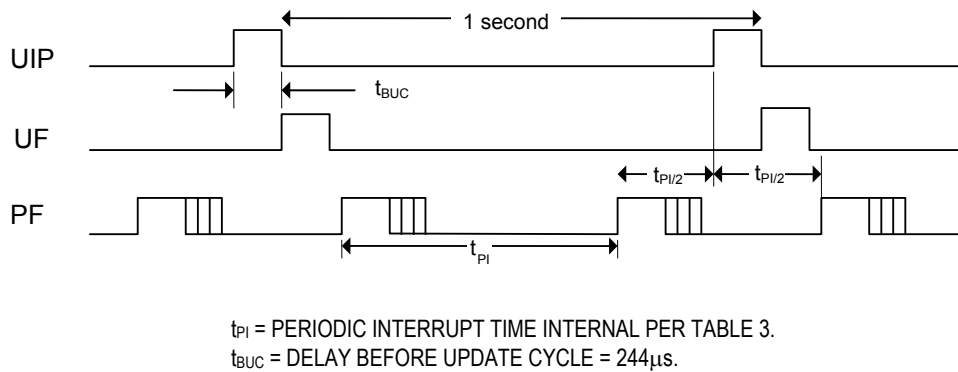 1 second
UIP
tBUC
UF
tPI/2 tPI/2
PF
tPI
tPI = PERIODIC INTERRUPT TIME INTERNAL PER TABLE 3.
tBUC = DELAY BEFORE UPDATE CYCLE = 244μs.